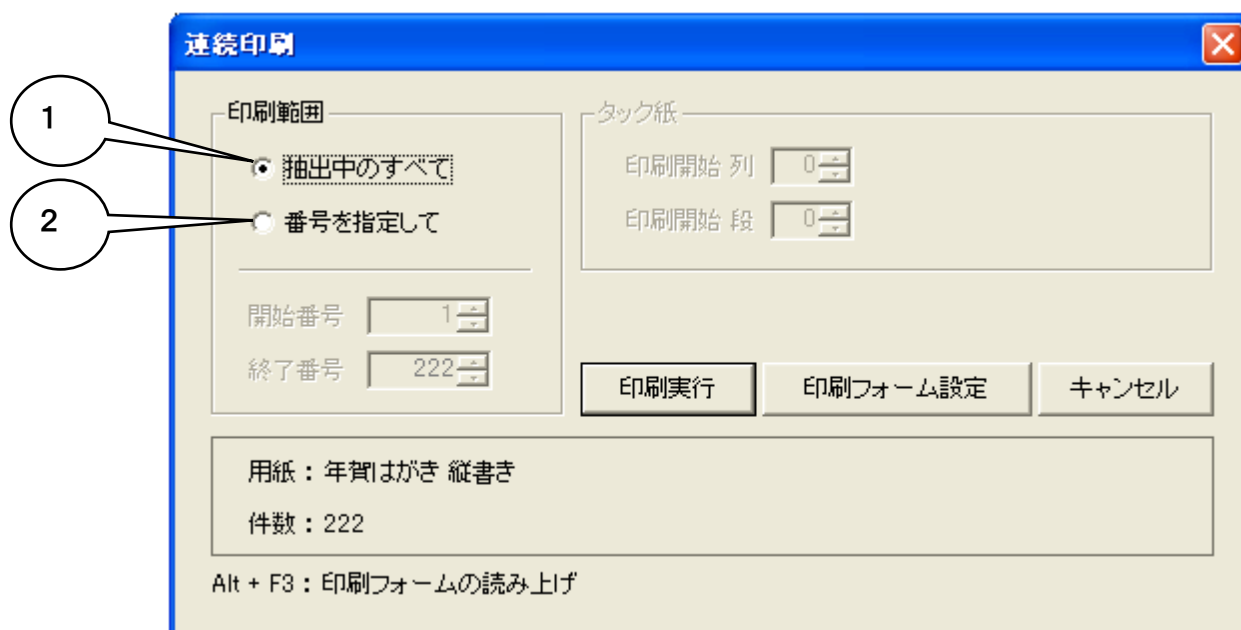 連続印刷
1
印刷範囲
抽出中のすべて
2
番号を指定して
開始番号 1
終了番号 222
タック紙
印刷開始 列 0
印刷開始 段 0
印刷実行 印刷フォーム設定 キャンセル
用紙：年賀はがき 縦書き
件数：222
Alt + F3：印刷フォームの読み上げ